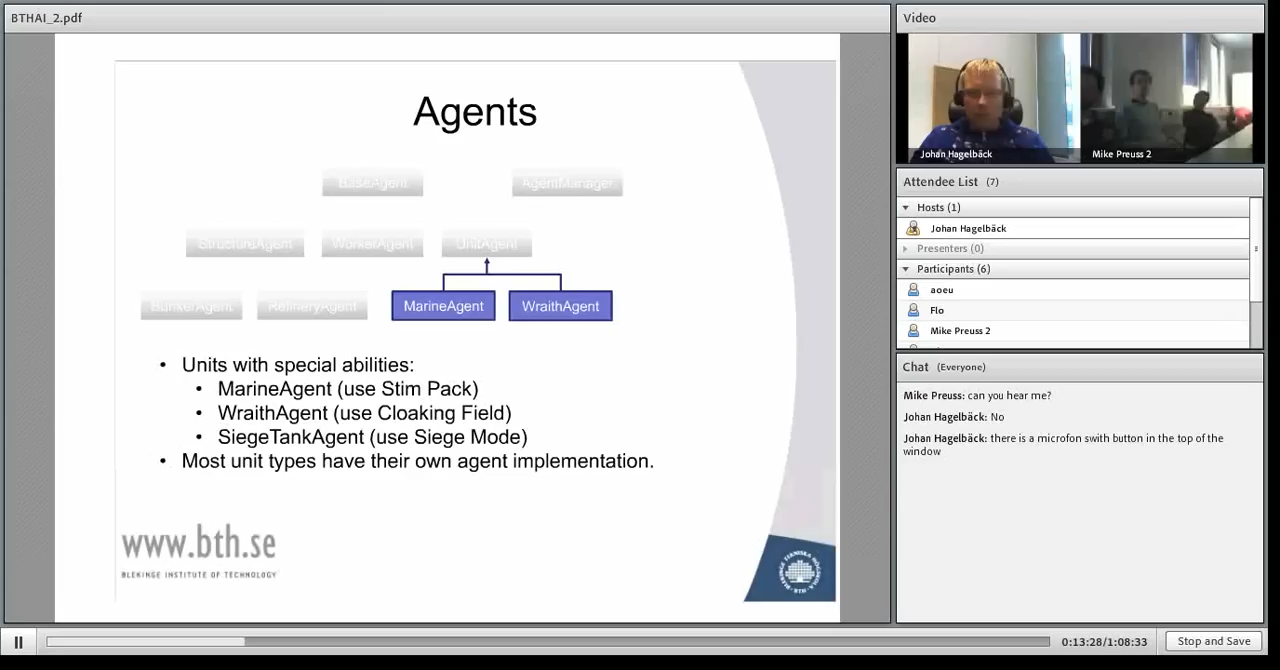 BTHAI_2.pdf
Agents
BaseAgent
AgentManager
StructureAgent
WorkerAgent
UnitAgent
BunkerAgent
RefineryAgent
MarineAgent
WraithAgent
• Units with special abilities:
• MarineAgent (use Stim Pack)
• WraithAgent (use Cloaking Field)
• SiegeTankAgent (use Siege Mode)
• Most unit types have their own agent implementation.
www.bth.se
BLEKINGE INSTITUTE OF TECHNOLOGY
Video
Johan Hagelbäck
Mike Preuss 2
Attendee List (7)
Hosts (1)
Johan Hagelbäck
Presenters (0)
Participants (6)
aoeu
Flo
Mike Preuss 2
Chat (Everyone)
Mike Preuss: can you hear me?
Johan Hagelbäck: No
Johan Hagelbäck: there is a microfon swith button in the top of the
window
0:13:28/1:08:33
Stop and Save